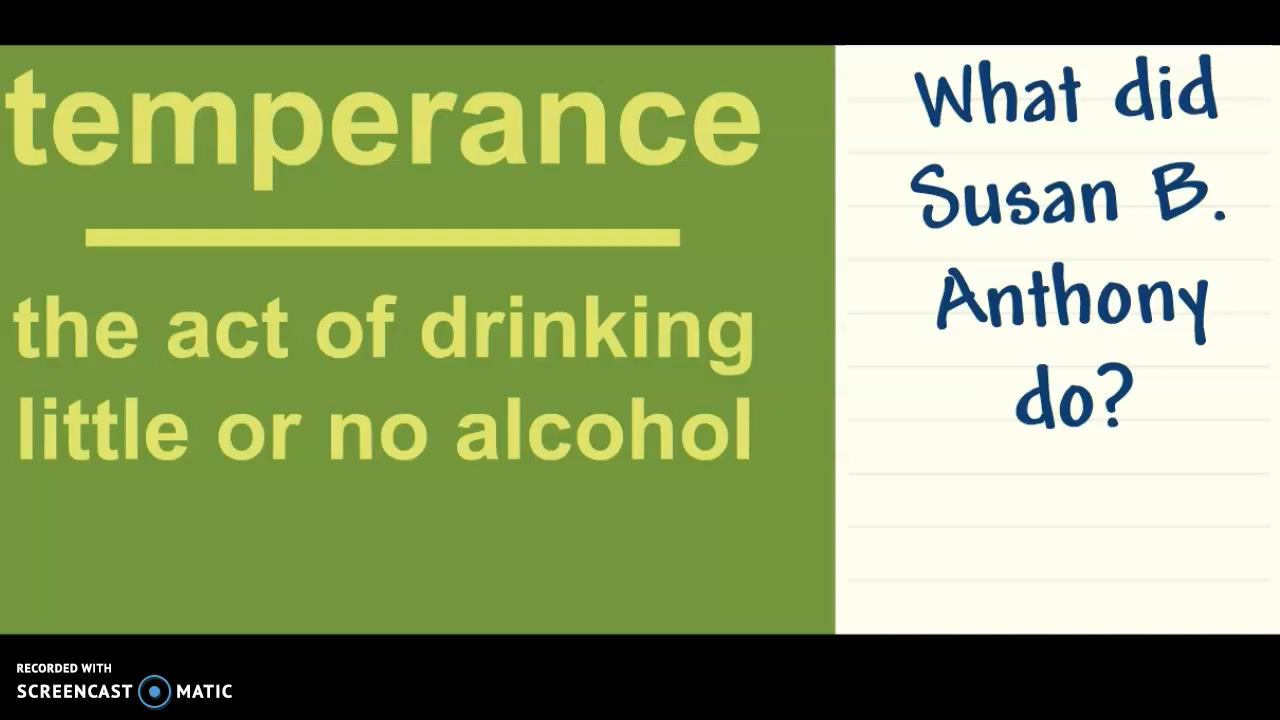 temperance
the act of drinking
little or no alcohol
What did
Susan B.
Anthony
do?
RECORDED WITH
SCREENCAST MATIC